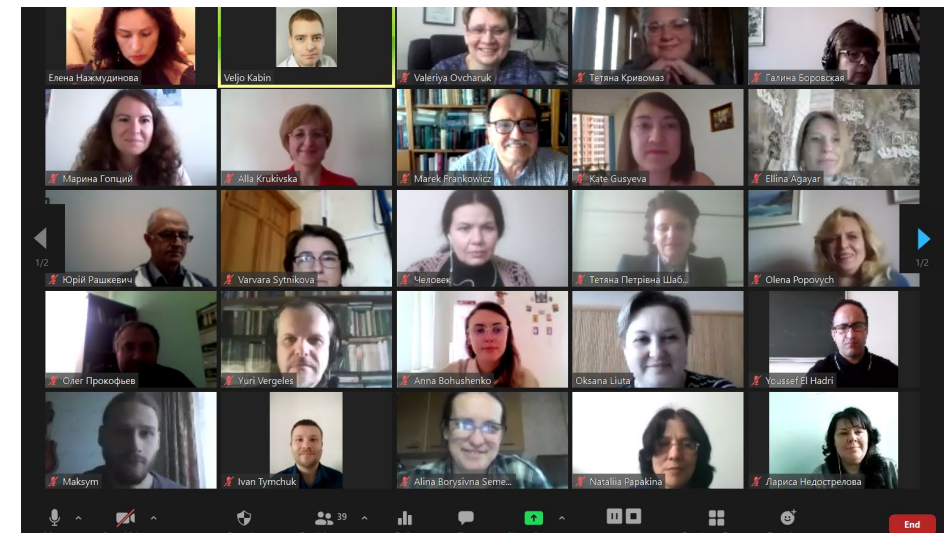 Елена Нажмудинова
Veljo Kabin
Valeriya Ovcharuk
Тетяна Кривомаз
Галина Боровская
Марина Гопций
Alla Krukivska
Marek Frankowicz
Kate Gusyeva
Ellina Agayar
1/2
Юрій Рашкевич
Varvara Sytnikova
Человек
Тетяна Петрівна Шаб...
Olena Popovych
1/2
Олег Прокофьев
Yuri Vergeles
Anna Bohushenko
Oksana Liuta
Youssef El Hadri
Maksym
Ivan Tymchuk
Alina Borysivna Seme...
Nataliia Papakina
Лариса Недострелова
39
End